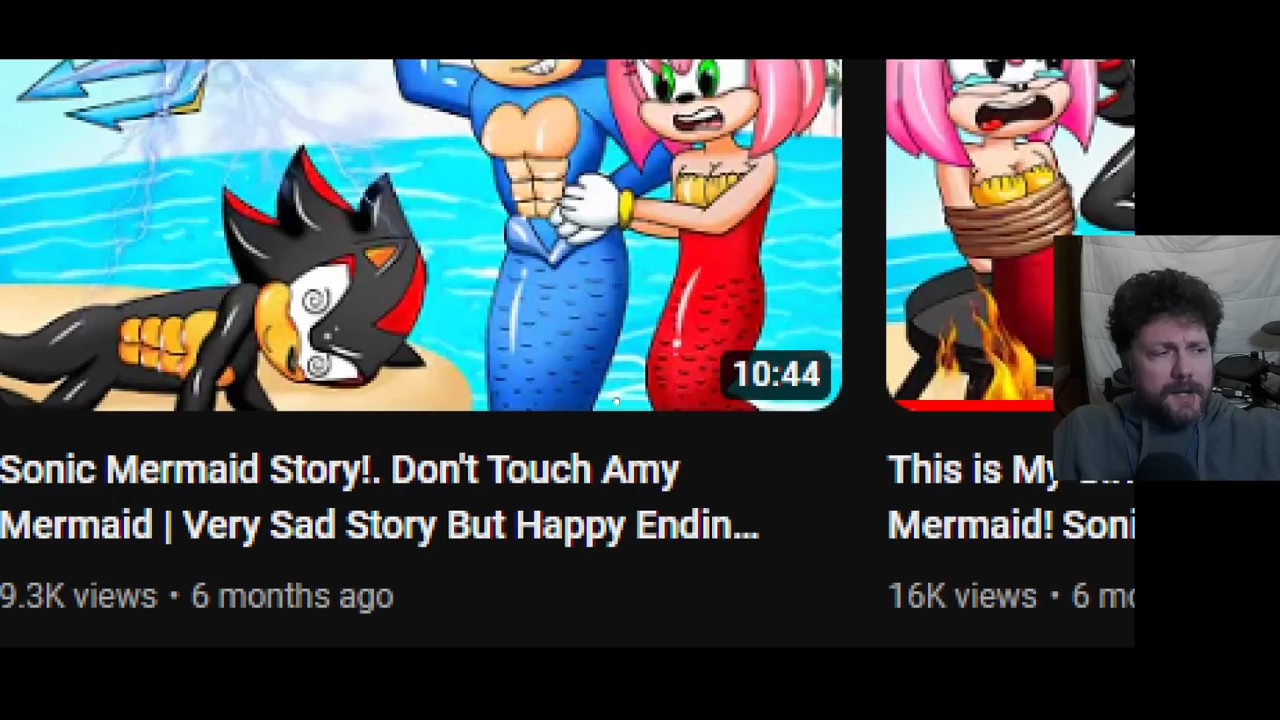 10:44
Sonic Mermaid Story!. Don't Touch Amy
Mermaid | Very Sad Story But Happy Endin...
9.3K views • 6 months ago
This is My
Mermaid! Soni
16K views • 6 mo